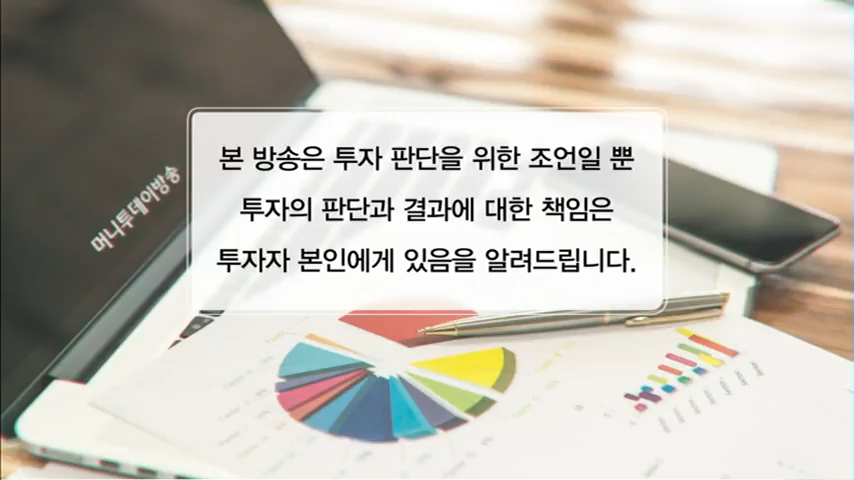 본 방송은 투자 판단을 위한 조언일 뿐
투자의 판단과 결과에 대한 책임은
투자자 본인에게 있음을 알려드립니다.
머니투데이방송